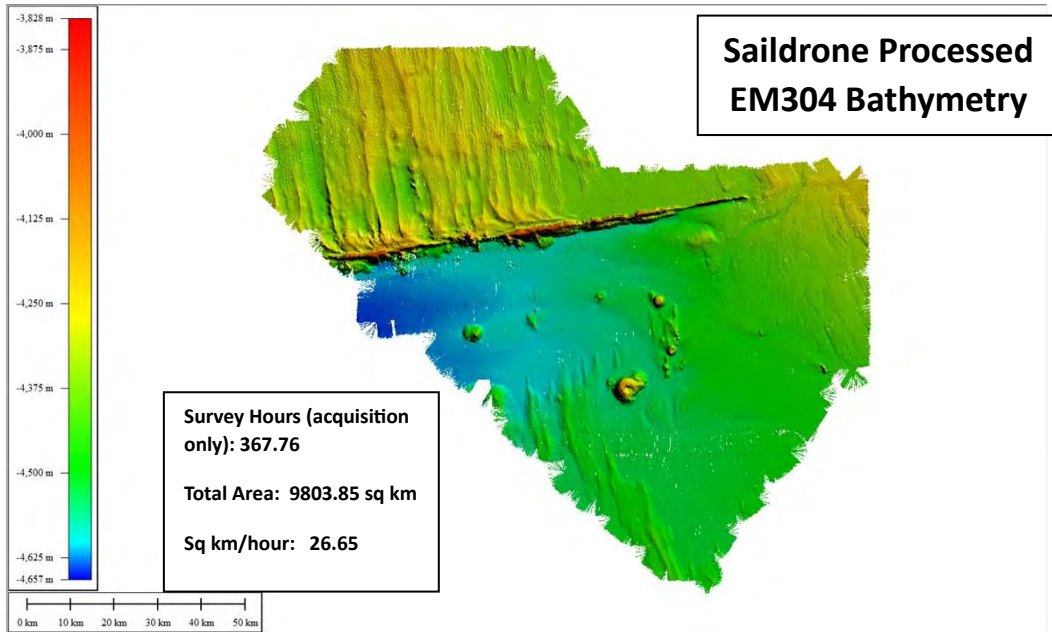 -3,828 m
-3,875 m
-4,000 m
-4,125 m
-4,250 m
-4,375 m
-4,500 m
-4,625 m
-4,657 m
Saildrone Processed
EM304 Bathymetry
Survey Hours (acquisition
only): 367.76
Total Area: 9803.85 sq km
Sq km/hour: 26.65
0 km 10 km 20 km 30 km 40 km 50 km